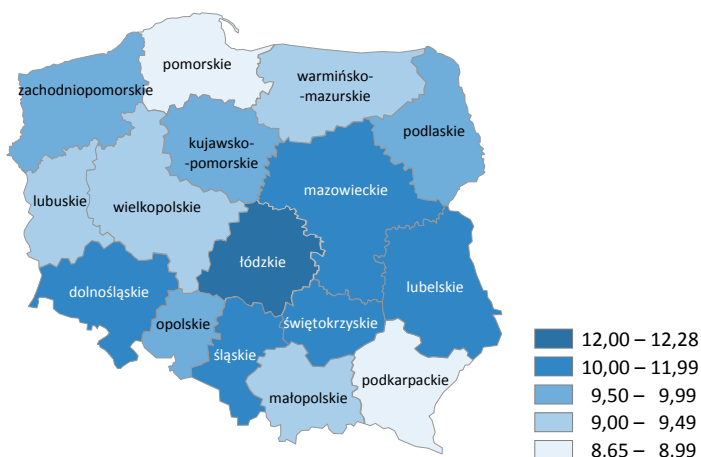 pomorskie
warmińsko-
-mazurskie
zachodniopomorskie
podlaskie
kujawsko-
-pomorskie
mazowieckie
lubuskie
wielkopolskie
łódzkie
lubelskie
dolnośląskie
opolskie
świętokrzyskie
śląskie
podkarpackie
małopolskie
12,00 – 12,28
10,00 – 11,99
9,50 – 9,99
9,00 – 9,49
8,65 – 8,99